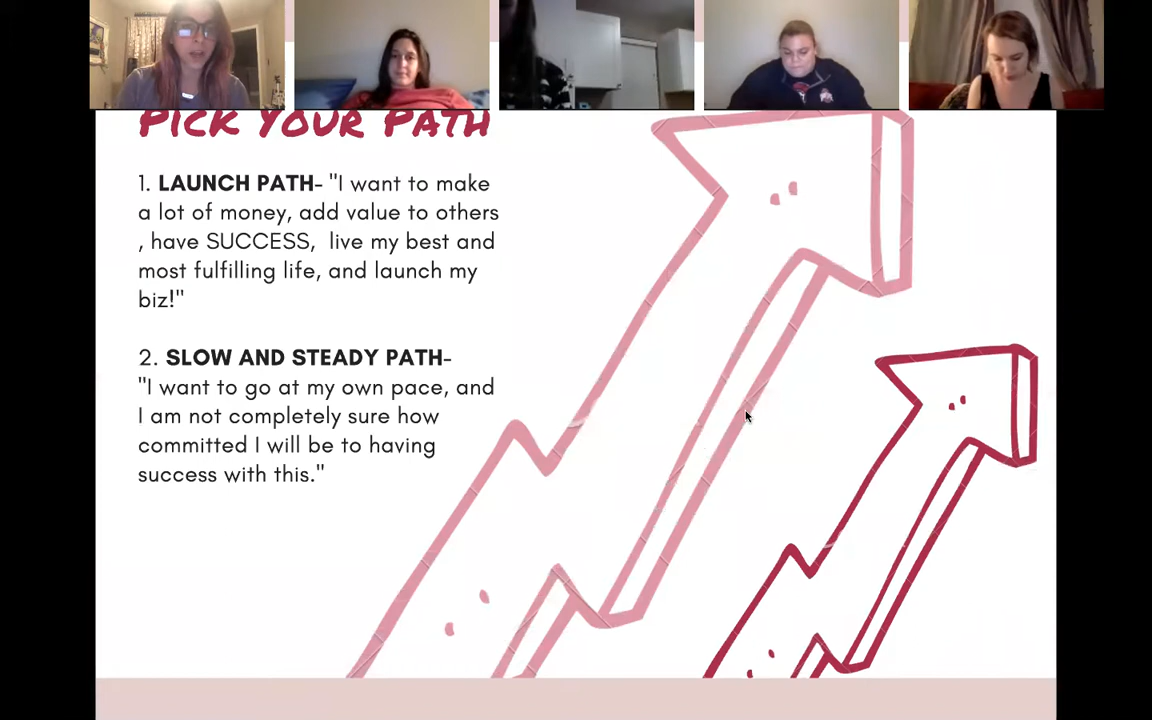 PICK YOUR PATH
1. LAUNCH PATH- "I want to make
a lot of money, add value to others
, have SUCCESS,  live my best and
most fulfilling life, and launch my
biz!"
2. SLOW AND STEADY PATH-
"I want to go at my own pace, and
I am not completely sure how
committed I will be to having
success with this."